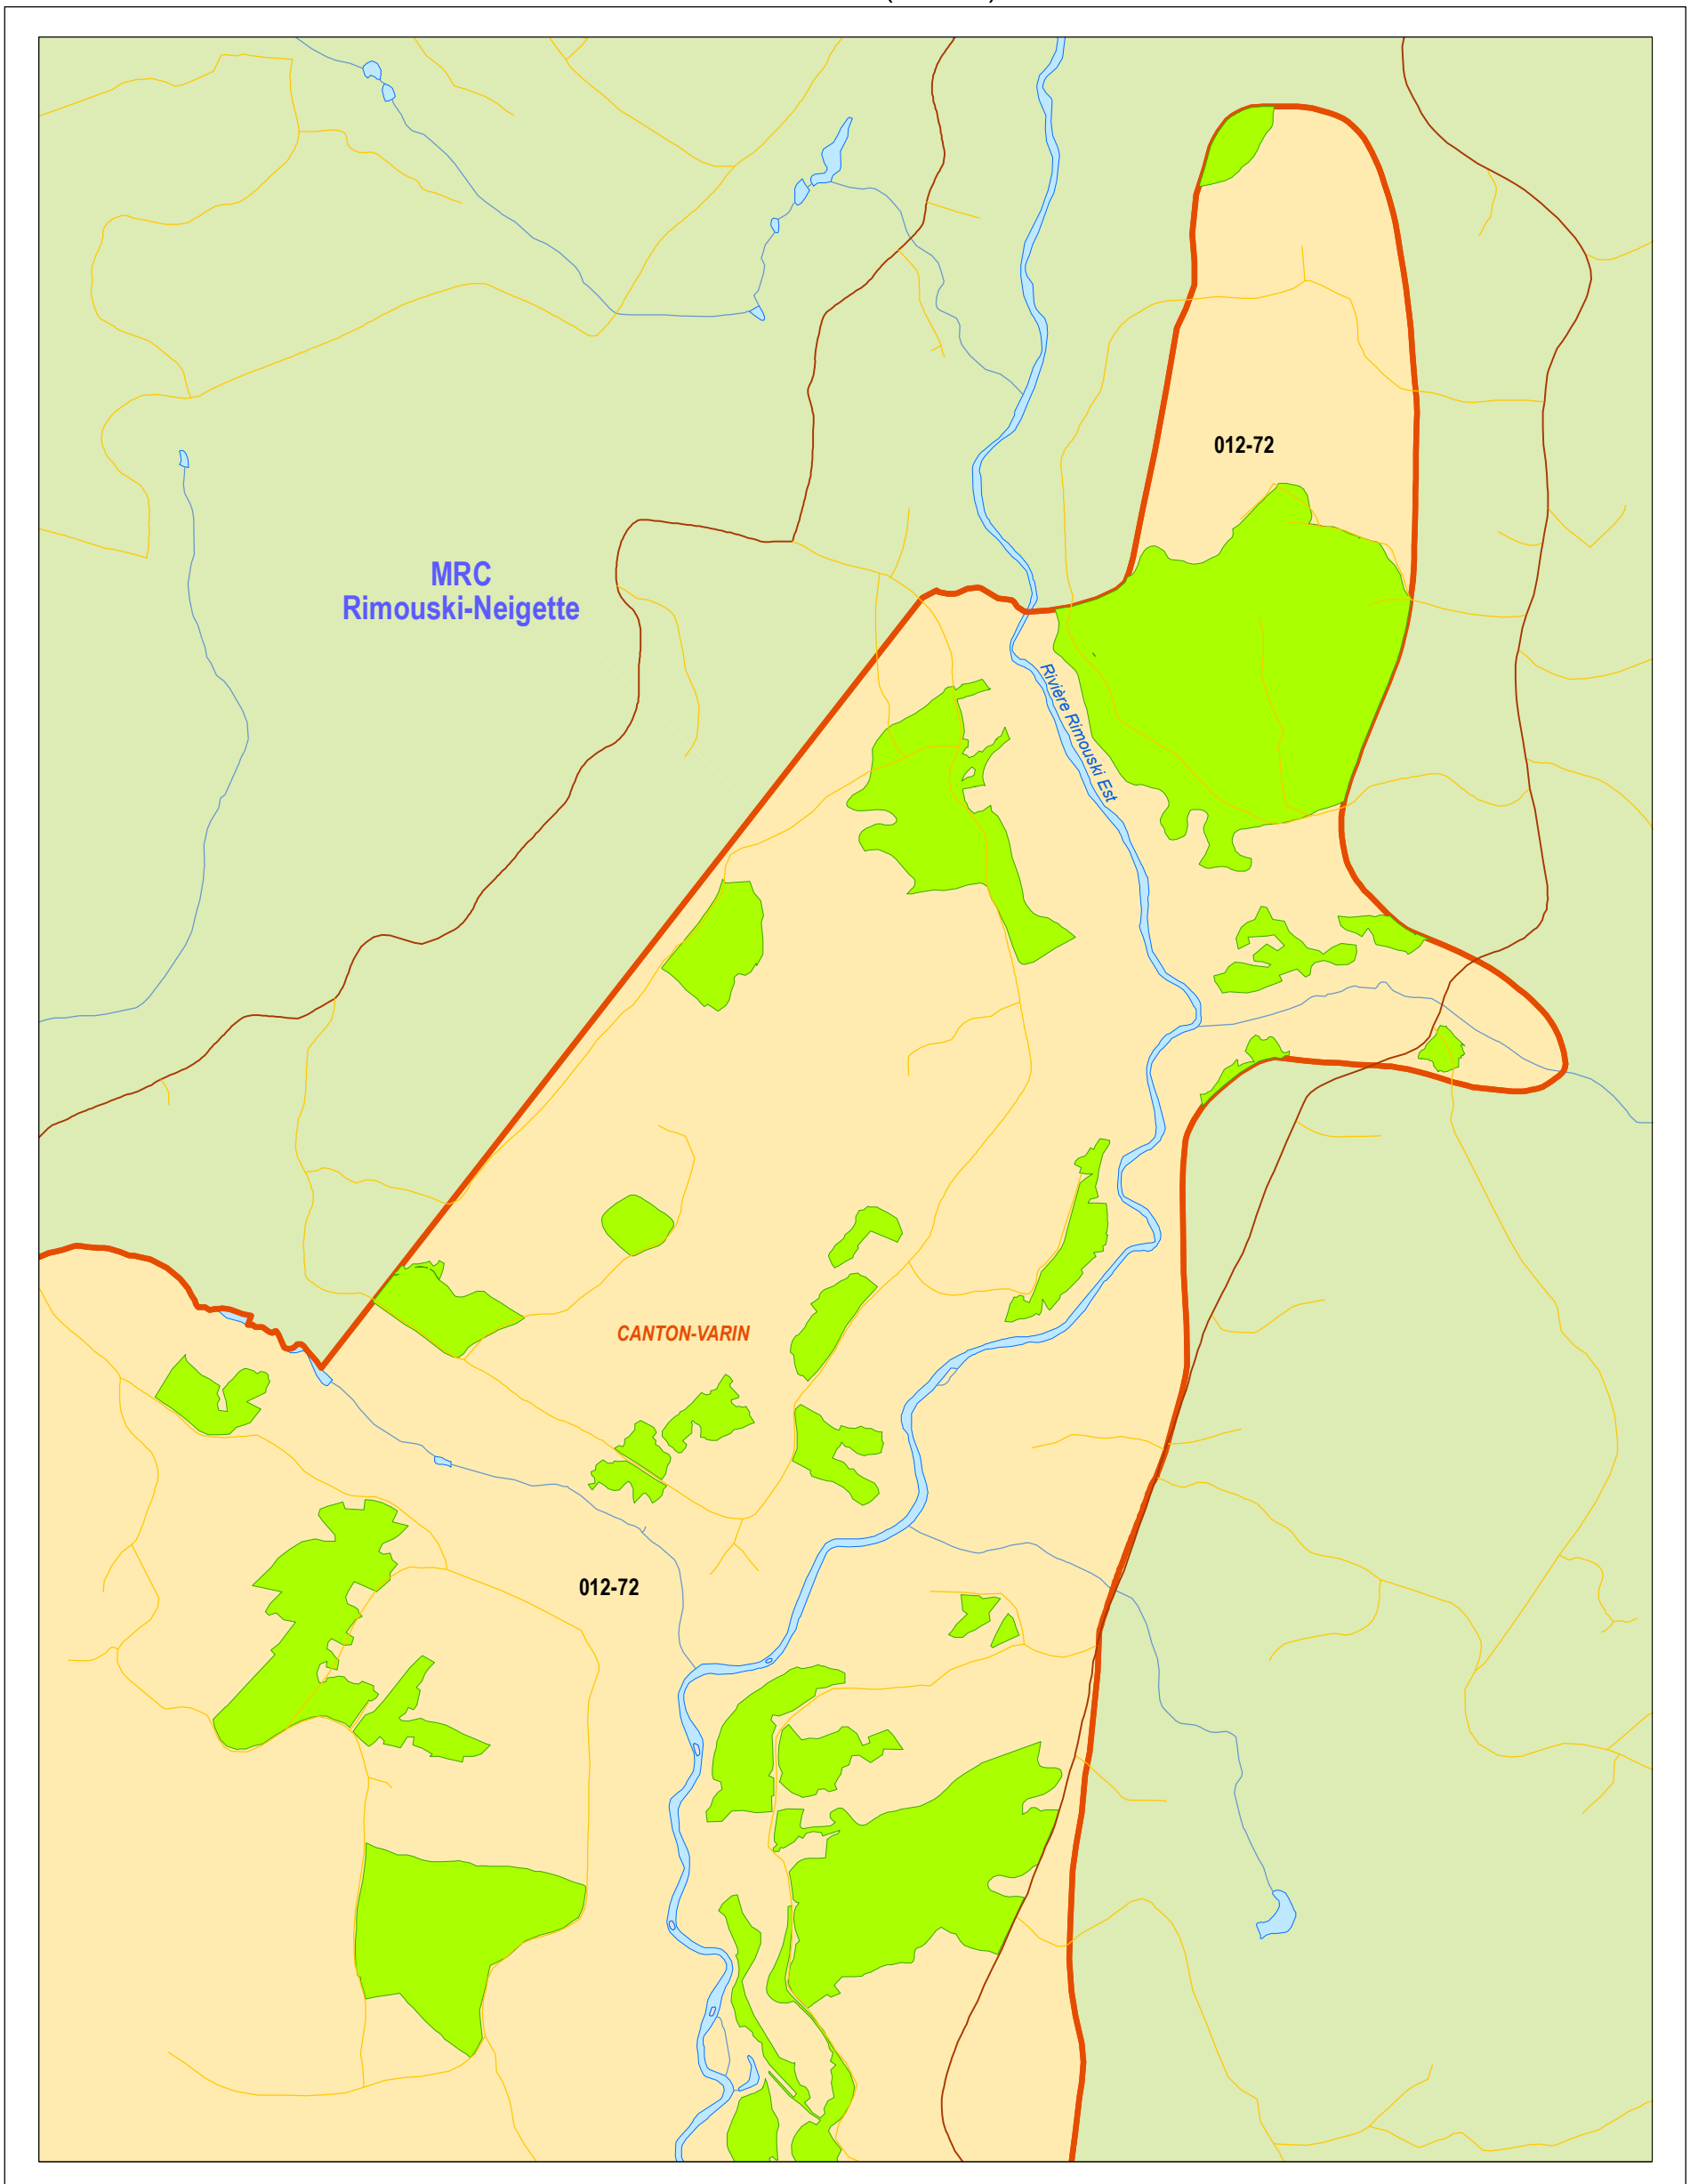 012-72
MRC
Rimouski-Neigette
Rivière Rimouski Est
CANTON-VARIN
012-72